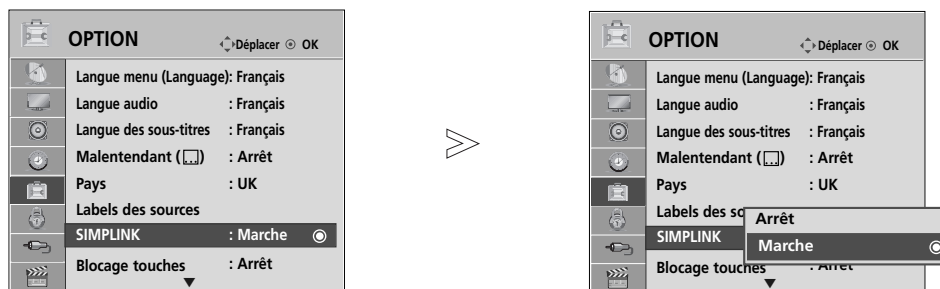 OPTION
Déplacer OK
Langue menu (Language): Français
Langue audio : Français
Langue des sous-titres : Français
Malentendant ( ) : Arrêt
Pays : UK
Labels des sources
SIMPLINK : Marche
Blocage touches : Arrêt
OPTION
Déplacer OK
Langue menu (Language): Français
Langue audio : Français
Langue des sous-titres : Français
Malentendant ( ) : Arrêt
Pays : UK
Labels des so
Arrêt
SIMPLINK
Marche
Blocage touches : Arrêt